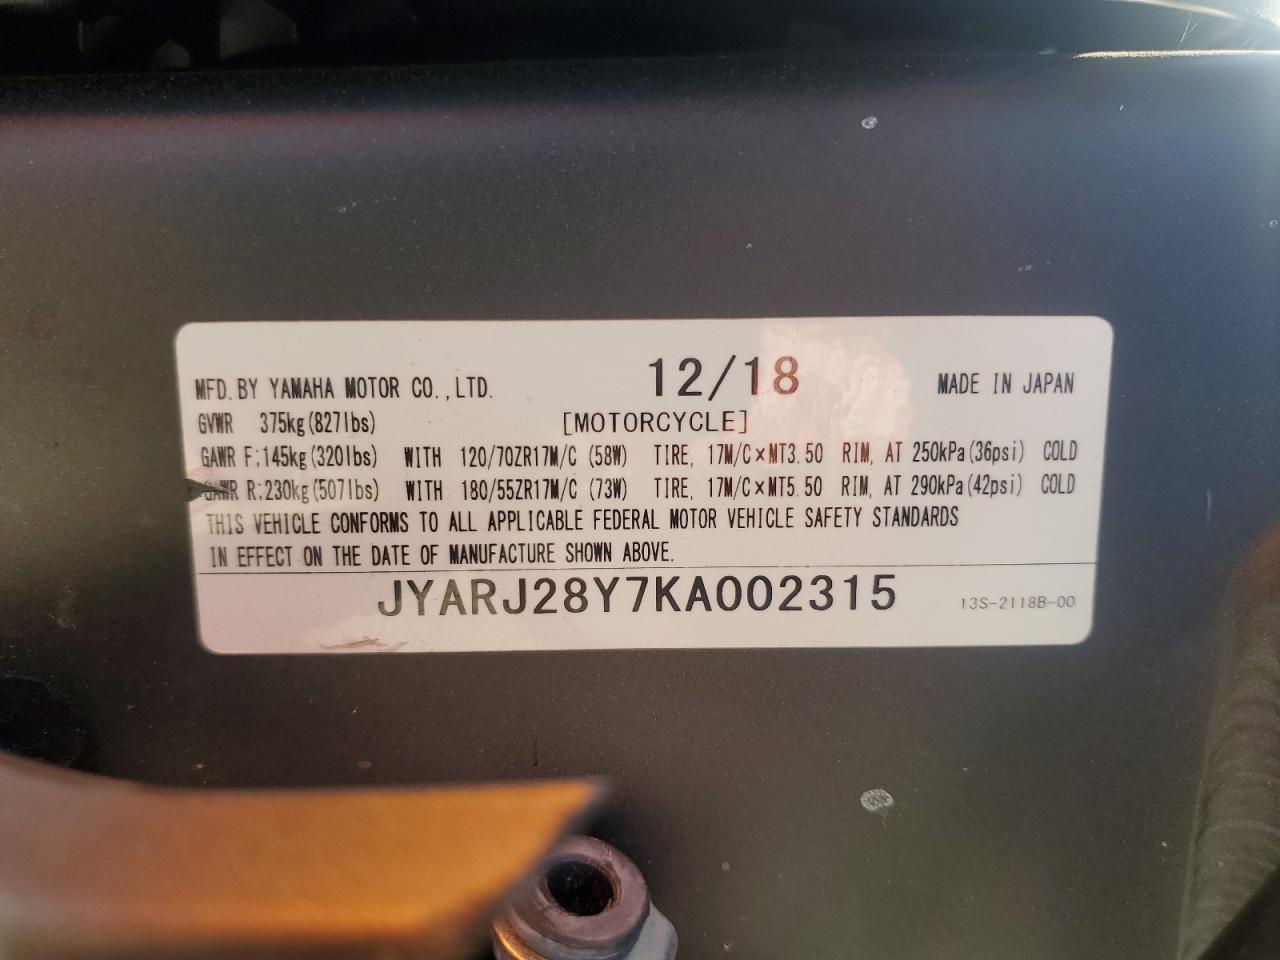 12/18
MFD. BY YAMAHA MOTOR CO.,LTD. MADE IN JAPAN
GVWR 375kg(827lbs) [MOTORCYCLE]
GAWR F:145kg(320lbs) WITH 120/70ZR17M/C (58W) TIRE, 17M/C×MT3.50 RIM, AT 250kPa(36psi) COLD
GAWR R:230kg(507lbs) WITH 180/55ZR17M/C (73W) TIRE, 17M/C×MT5.50 RIM, AT 290kPa(42psi) COLD
THIS VEHICLE CONFORMS TO ALL APPLICABLE FEDERAL MOTOR VEHICLE SAFETY STANDARDS
IN EFFECT ON THE DATE OF MANUFACTURE SHOWN ABOVE.
JYARJ28Y7KA002315 13S-2118B-00